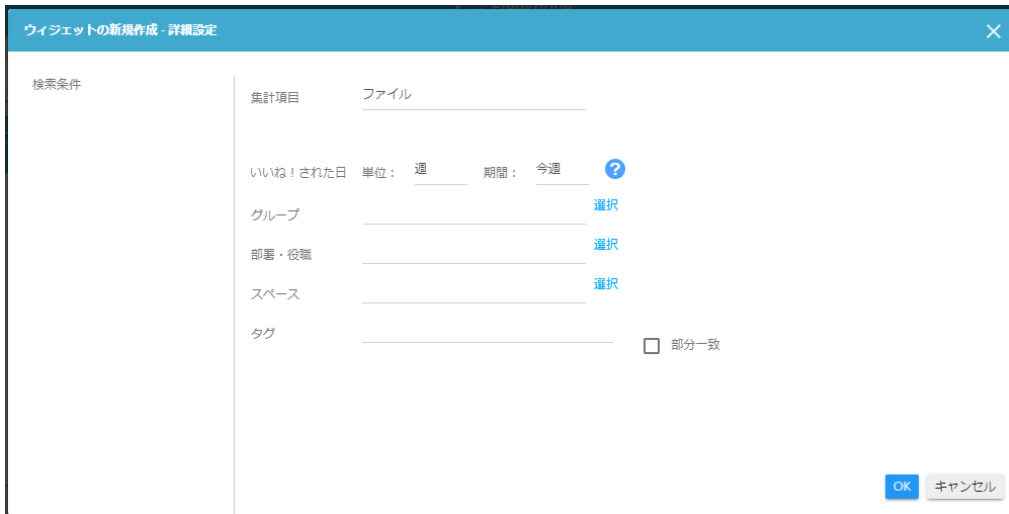 ウィジェットの新規作成 - 詳細設定
検索条件
集計項目 ファイル
いいね！された日 単位： 週 期間： 今週 ?
グループ 選択
部署・役職 選択
スペース 選択
タグ 部分一致
OK キャンセル